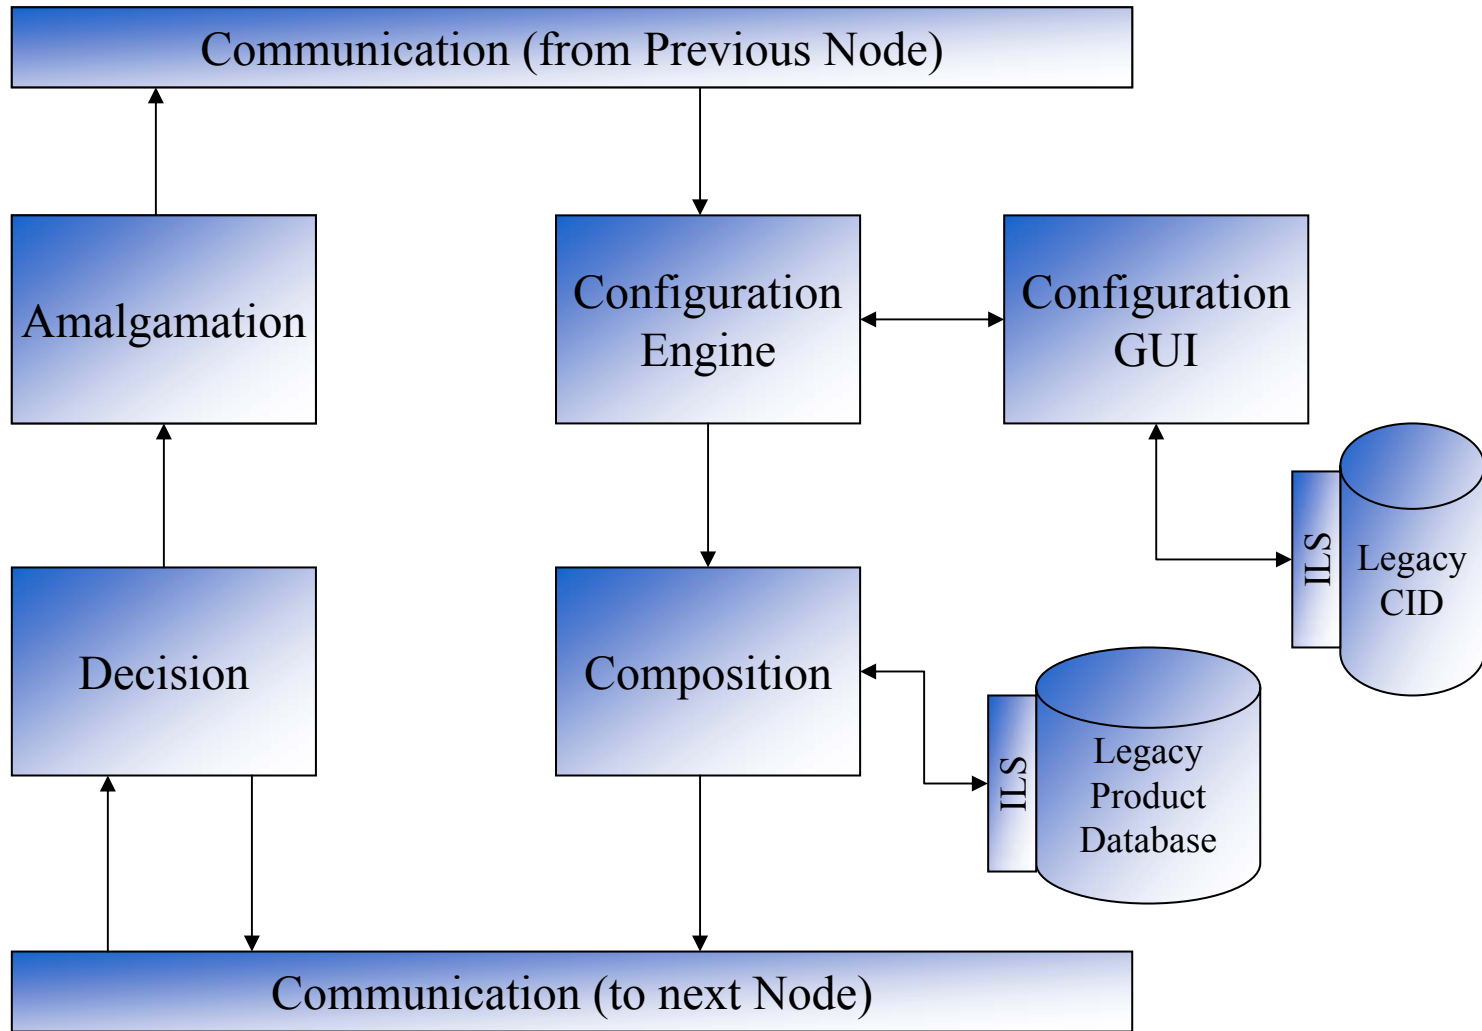 Communication (from Previous Node)
Amalgamation
Configuration
Engine
Configuration
GUI
ILS
Legacy
CID
Decision
Composition
ILS
Legacy
Product
Database
Communication (to next Node)